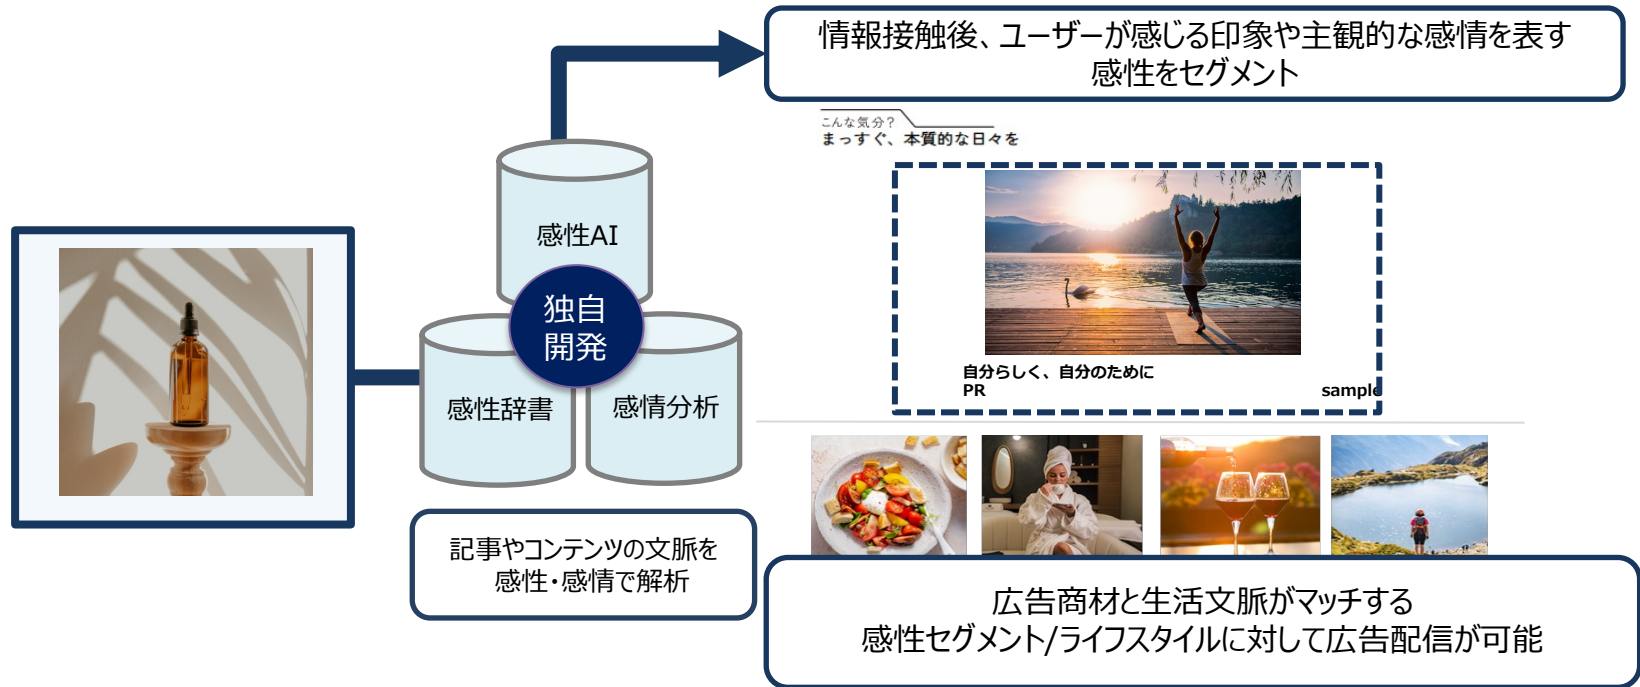 情報接触後、ユーザーが感じる印象や主観的な感情を表す
感性をセグメント
こんな気分?
まっすぐ、本質的な日々を
感性AI
独自
開発
感性辞書
感情分析
自分らしく、自分のために
PR
sample
記事やコンテンツの文脈を
感性・感情で解析
広告商材と生活文脈がマッチする
感性セグメント/ライフスタイルに対して広告配信が可能